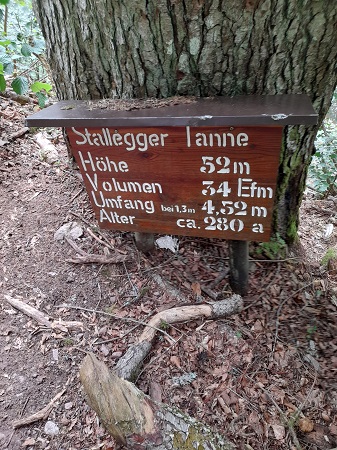 Stallegger Tanne
Höhe 52 m
Volumen 34 Efm
Umfang bei 1,3 m 4,52 m
Alter ca. 280 a